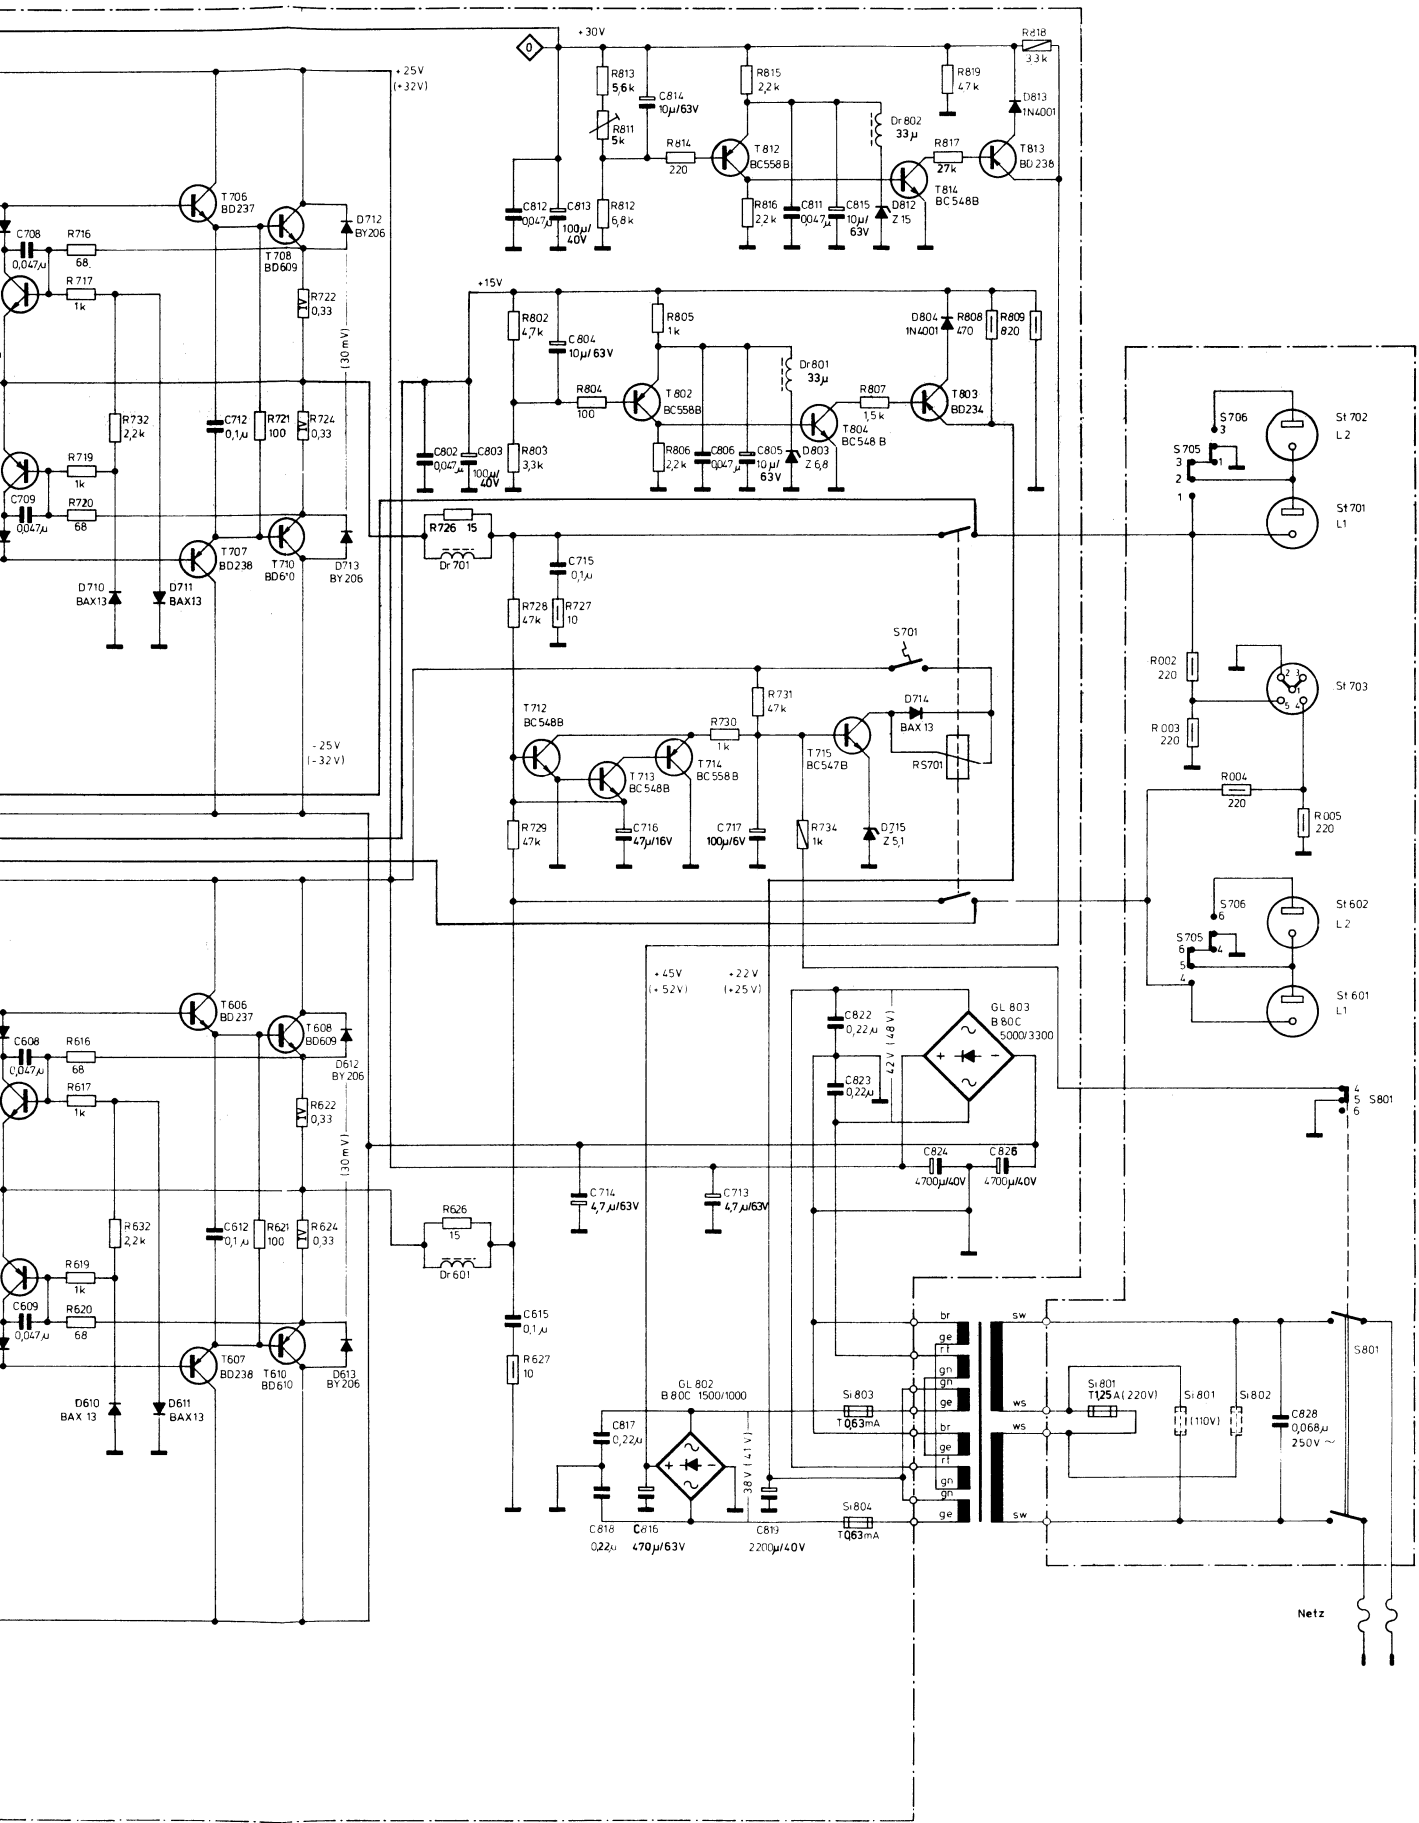 0
+30V
R818
3,3k
+25V
(+32V)
R813
5,6k
C814
10µ/63V
R815
2,2k
R819
4,7k
D813
1N4001
R811
5k
Dr802
33µ
R814
220
T812
BC558B
R817
27k
T813
BD238
T814
BC548B
T706
BD237
C812
0,047µ
C813
100µ/
40V
R812
6,8k
R816
2,2k
C811
0,047µ
C815
10µ/
63V
D812
Z15
D712
BY206
C708
0,047µ
R716
68
T708
BD609
R717
1k
R722
0,33
(30mV)
+15V
R802
4,7k
C804
10µ/63V
R805
1k
D804
1N4001
R808
470
R809
820
Dr801
33µ
R804
100
T802
BC558B
R807
1,5k
T803
BD234
T804
BC548B
R732
2,2k
C712
0,1µ
R721
100
R724
0,33
C802
0,047µ
C803
100µ/
40V
R803
3,3k
R806
2,2k
C806
0,047µ
C805
10µ/
63V
D803
Z6,8
S706
3
S705
3
1
2
1
St702
L2
St701
L1
R719
1k
C709
0,047µ
R720
68
R726 15
Dr701
T707
BD238
T710
BD610
D713
BY206
C715
0,1µ
D710
BAX13
D711
BAX13
R728
47k
R727
10
S701
R002
220
2 3
1
5 4
St703
T712
BC548B
R731
47k
D714
BAX13
R730
1k
R003
220
-25V
(-32V)
T713
BC548B
T714
BC558B
T715
BC547B
RS701
R004
220
R005
220
R729
47k
C716
47µ/16V
C717
100µ/6V
R734
1k
D715
Z5,1
S706
6
S705
6
4
5
4
St602
L2
St601
L1
+45V
(+52V)
+22V
(+25V)
T606
BD237
C822
0,22µ
42V (48V)
GL 803
B80C
5000/3300
C608
0,047µ
R616
68
T608
BD609
D612
BY206
C823
0,22µ
R617
1k
R622
0,33
4
5
6
S801
(30mV)
C824
4700µ/40V
C826
4700µ/40V
C714
4,7µ/63V
C713
4,7µ/63V
R632
2,2k
C612
0,1µ
R621
100
R624
0,33
R626
15
Dr601
R619
1k
C609
0,047µ
R620
68
C615
0,1µ
br
ge
rt
gn
gn
ge
br
ge
rt
gn
gn
ge
sw
ws
ws
sw
S801
T607
BD238
T610
BD610
D613
BY206
R627
10
GL 802
B80C 1500/1000
Si803
T0,63mA
Si801
T1,25A(220V)
Si801
(110V)
Si802
D610
BAX13
D611
BAX13
C817
0,22µ
38V (41V)
C828
0,068µ
250V ~
Si804
T0,63mA
C818
0,22µ
C816
470µ/63V
C819
2200µ/40V
Netz